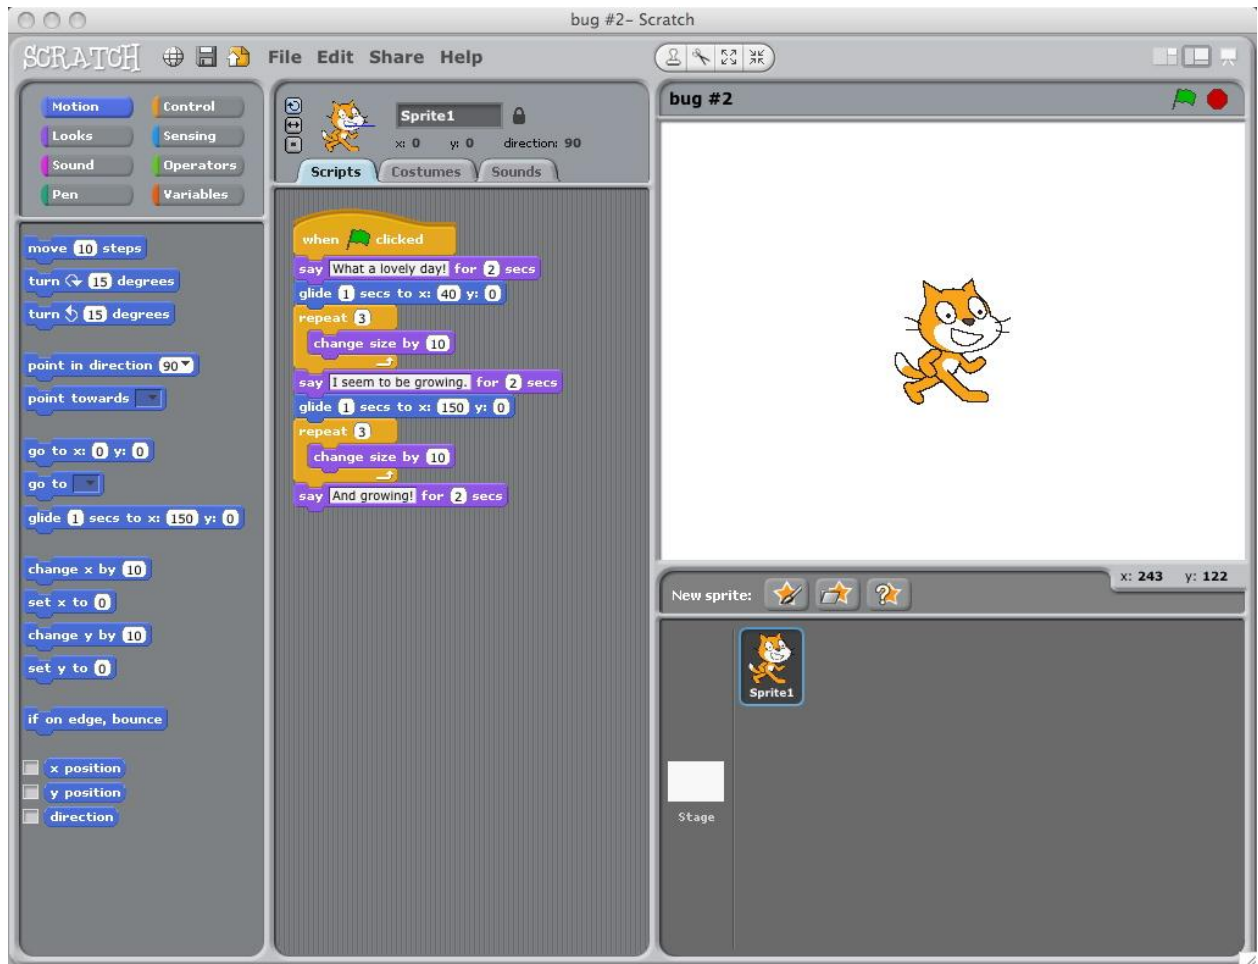 bug #2– Scratch
SCRATCH File Edit Share Help
Motion Control
Looks Sensing
Sound Operators
Pen Variables
move 10 steps
turn 15 degrees
turn 15 degrees
point in direction 90
point towards
go to x: 0 y: 0
go to
glide 1 secs to x: 150 y: 0
change x by 10
set x to 0
change y by 10
set y to 0
if on edge, bounce
x position
y position
direction
Sprite1
x: 0 y: 0 direction: 90
Scripts Costumes Sounds
when clicked
say What a lovely day! for 2 secs
glide 1 secs to x: 40 y: 0
repeat 3
change size by 10
say I seem to be growing. for 2 secs
glide 1 secs to x: 150 y: 0
repeat 3
change size by 10
say And growing! for 2 secs
bug #2
x: 243 y: 122
New sprite:
Sprite1
Stage